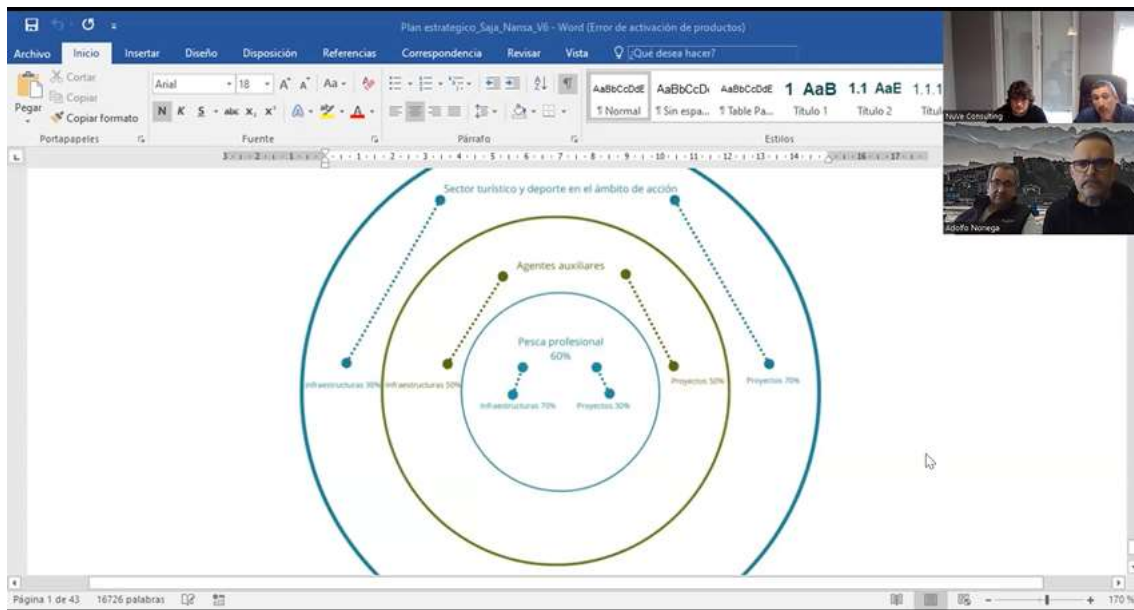 Plan estrategico_Saja_Nansa_V6 - Word (Error de activación de productos)
Archivo Inicio Insertar Diseño Disposición Referencias Correspondencia Revisar Vista ¿Qué desea hacer?
Cortar
Copiar
Copiar formato
Pegar
Arial 18
N K S abc X, X'
AaBbCcDdE AaBbCcDc AaBbCcDdE 1 AaB 1.1 AaE 1.1.1
¶ Normal ¶ Sin espa... ¶ Table Pa... Título 1 Título 2
Portapapeles Fuente Párrafo Estilos
Nuve Consulting
Adolfo Noriega
Sector turístico y deporte en el ámbito de acción
Agentes auxiliares
Pesca profesional
60%
Infraestructuras 30% Infraestructuras 50% Proyectos 50% Proyectos 70%
Infraestructuras 70% Proyectos 30%
Página 1 de 43 16726 palabras 170 %